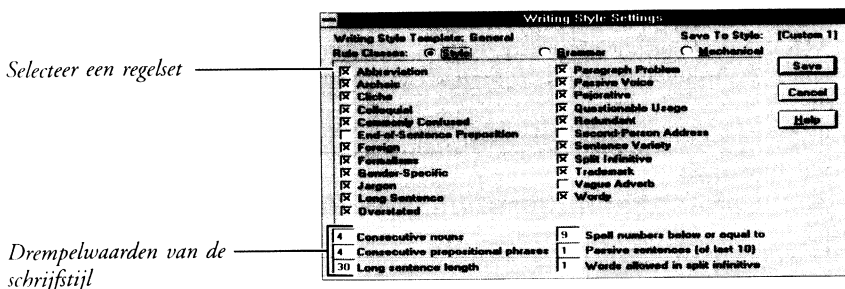 Writing Style Settings
Writing Style Template: General Save To Style: [Custom 1]
Rule Classes: Style Grammar Mechanical
Selecteer een regelset
Abbreviation
Archaic
Cliche
Colloquial
Commonly Confused
End-of-Sentence Preposition
Foreign
Formalisms
Gender-Specific
Jargon
Long Sentence
Overstated
Paragraph Problem
Passive Voice
Pejorative
Questionable Usage
Redundant
Second-Person Address
Sentence Variety
Split Infinitive
Trademark
Vague Adverb
Wordy
Save
Cancel
Help
Drempelwaarden van de
schrijfstijl
4 Consecutive nouns
4 Consecutive prepositional phrases
30 Long sentence length
9 Spell numbers below or equal to
1 Passive sentences (of last 10)
1 Words allowed in split infinitive